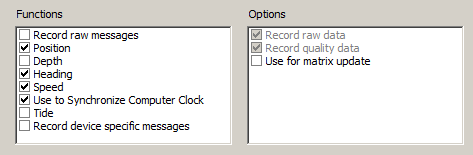 Functions
Record raw messages
Position
Depth
Heading
Speed
Use to Synchronize Computer Clock
Tide
Record device specific messages
Options
Record raw data
Record quality data
Use for matrix update